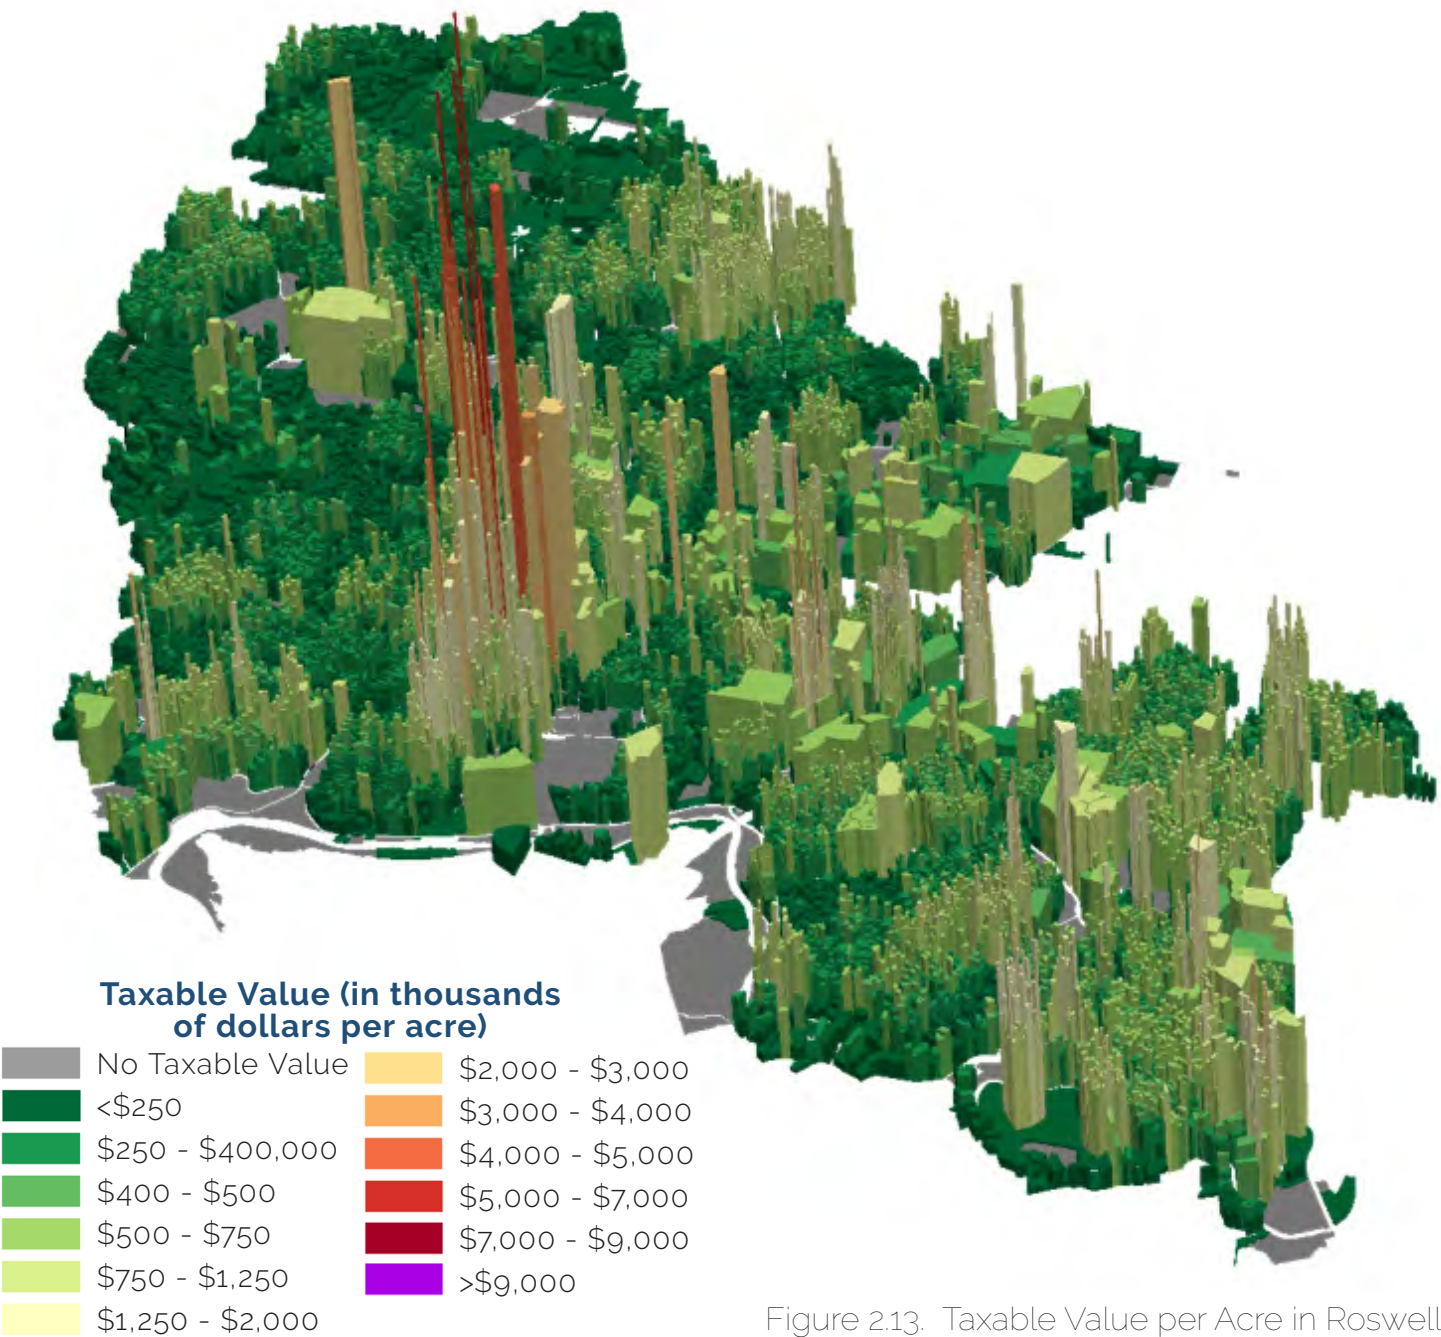 Taxable Value (in thousands
of dollars per acre)
No Taxable Value
<$250
$250 - $400,000
$400 - $500
$500 - $750
$750 - $1,250
$1,250 - $2,000
$2,000 - $3,000
$3,000 - $4,000
$4,000 - $5,000
$5,000 - $7,000
$7,000 - $9,000
>$9,000
Figure 2.13. Taxable Value per Acre in Roswell